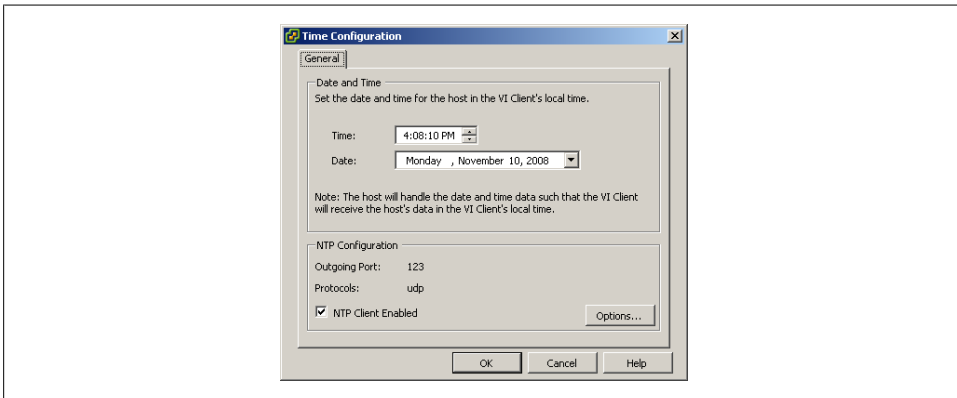 Time Configuration
General
Date and Time
Set the date and time for the host in the VI Client's local time.
Time: 4:08:10 PM
Date: Monday , November 10, 2008
Note: The host will handle the date and time data such that the VI Client
will receive the host's data in the VI Client's local time.
NTP Configuration
Outgoing Port: 123
Protocols: udp
NTP Client Enabled
Options...
OK Cancel Help